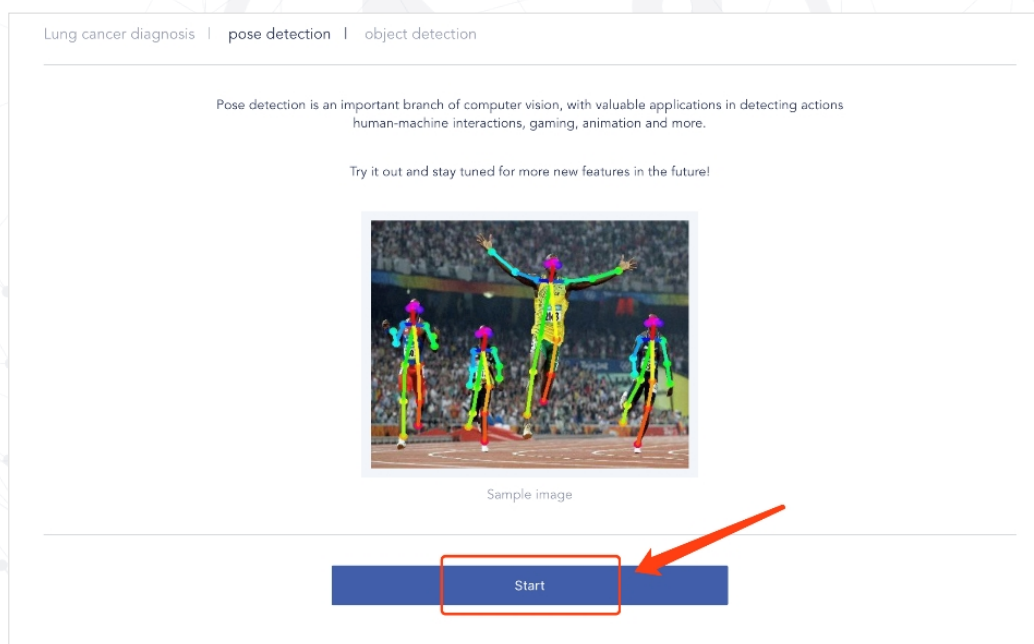 Lung cancer diagnosis | pose detection | object detection
Pose detection is an important branch of computer vision, with valuable applications in detecting actions
human-machine interactions, gaming, animation and more.
Try it out and stay tuned for more new features in the future!
Sample image
Start